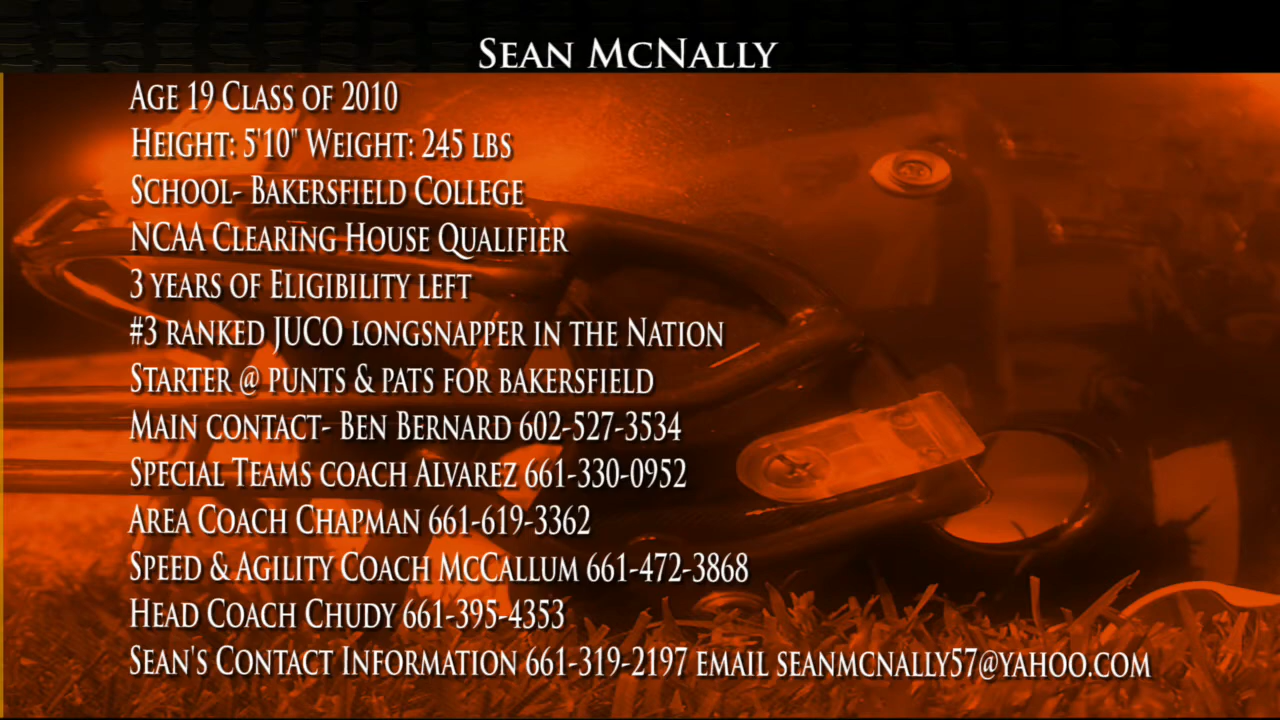 Sean McNally
Age 19 Class of 2010
Height: 5'10" Weight: 245 lbs
School- Bakersfield College
NCAA Clearing House Qualifier
3 years of Eligibility left
#3 ranked JUCO longsnapper in the Nation
Starter @ punts & pats for bakersfield
Main contact- Ben Bernard 602-527-3534
Special Teams coach Alvarez 661-330-0952
Area Coach Chapman 661-619-3362
Speed & Agility Coach McCallum 661-472-3868
Head Coach Chudy 661-395-4353
Sean's Contact Information 661-319-2197 email seanmcnally57@yahoo.com